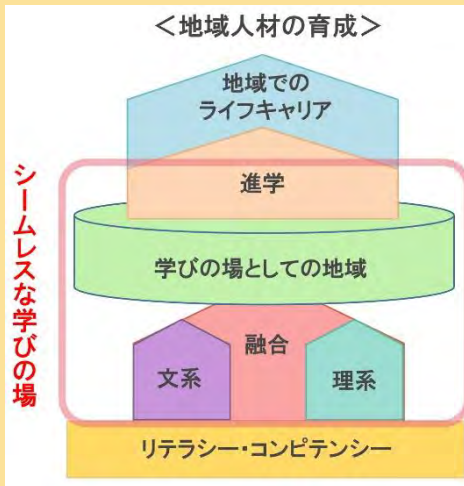 ＜地域人材の育成＞
地域での
ライフキャリア
進学
シームレスな学びの場
学びの場としての地域
融合
文系
理系
リテラシー・コンピテンシー